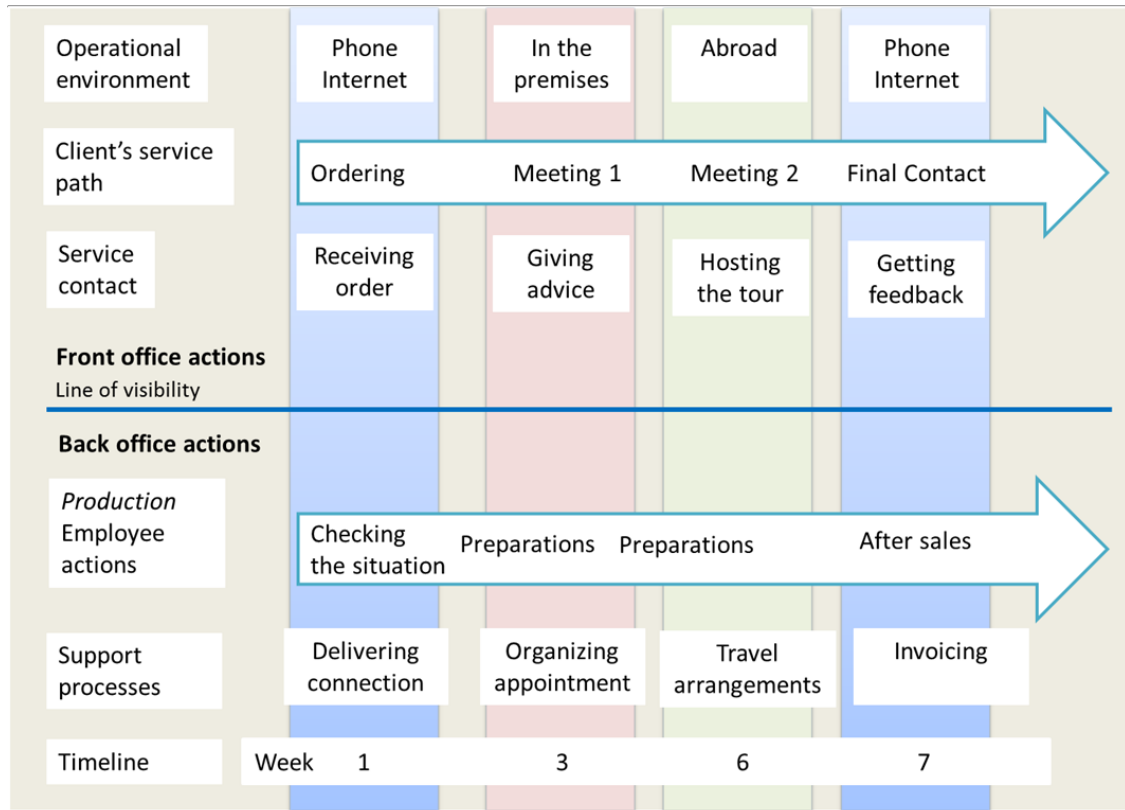 Operational
environment
Phone
Internet
In the
premises
Abroad
Phone
Internet
Client's service
path
Ordering
Meeting 1
Meeting 2
Final Contact
Service
contact
Receiving
order
Giving
advice
Hosting
the tour
Getting
feedback
Front office actions
Line of visibility
Back office actions
Production
Employee
actions
Checking
the situation
Preparations
Preparations
After sales
Support
processes
Delivering
connection
Organizing
appointment
Travel
arrangements
Invoicing
Timeline
Week 1 3 6 7